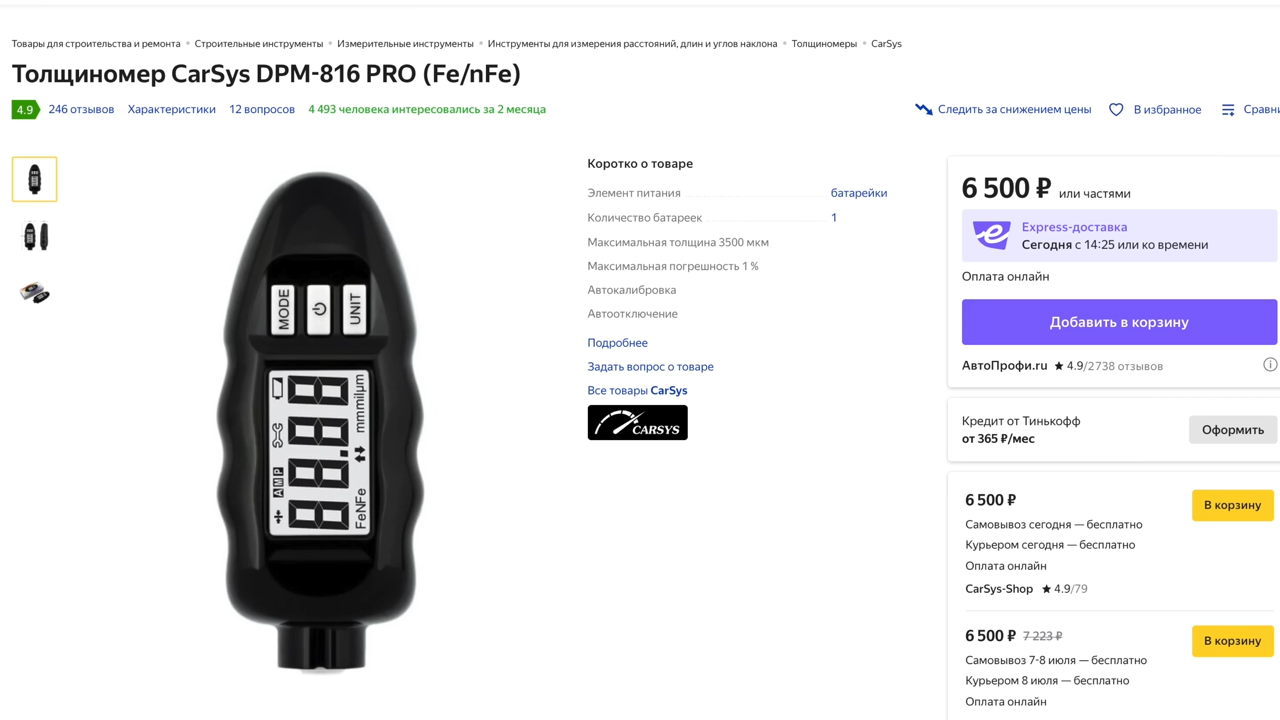 Товары для строительства и ремонта • Строительные инструменты • Измерительные инструменты • Инструменты для измерения расстояний, длин и углов наклона • Толщиномеры • CarSys
Толщиномер CarSys DPM-816 PRO (Fe/nFe)
4.9 246 отзывов Характеристики 12 вопросов 4 493 человека интересовались за 2 месяца
Следить за снижением цены В избранное Сравни
Коротко о товаре
Элемент питания батарейки
Количество батареек 1
Максимальная толщина 3500 мкм
Максимальная погрешность 1 %
Автокалибровка
Автоотключение
Подробнее
Задать вопрос о товаре
Все товары CarSys
CARSYS
MODE
UNIT
88.88
mmmilµm
AMP
FeNFe
6 500 ₽ или частями
Express-доставка
Сегодня с 14:25 или ко времени
Оплата онлайн
Добавить в корзину
АвтоПрофи.ru ★ 4.9/2738 отзывов
Кредит от Тинькофф
от 365 ₽/мес
Оформить
6 500 ₽
В корзину
Самовывоз сегодня — бесплатно
Курьером сегодня — бесплатно
Оплата онлайн
CarSys-Shop ★ 4.9/79
6 500 ₽ 7 223 ₽
В корзину
Самовывоз 7-8 июля — бесплатно
Курьером 8 июля — бесплатно
Оплата онлайн